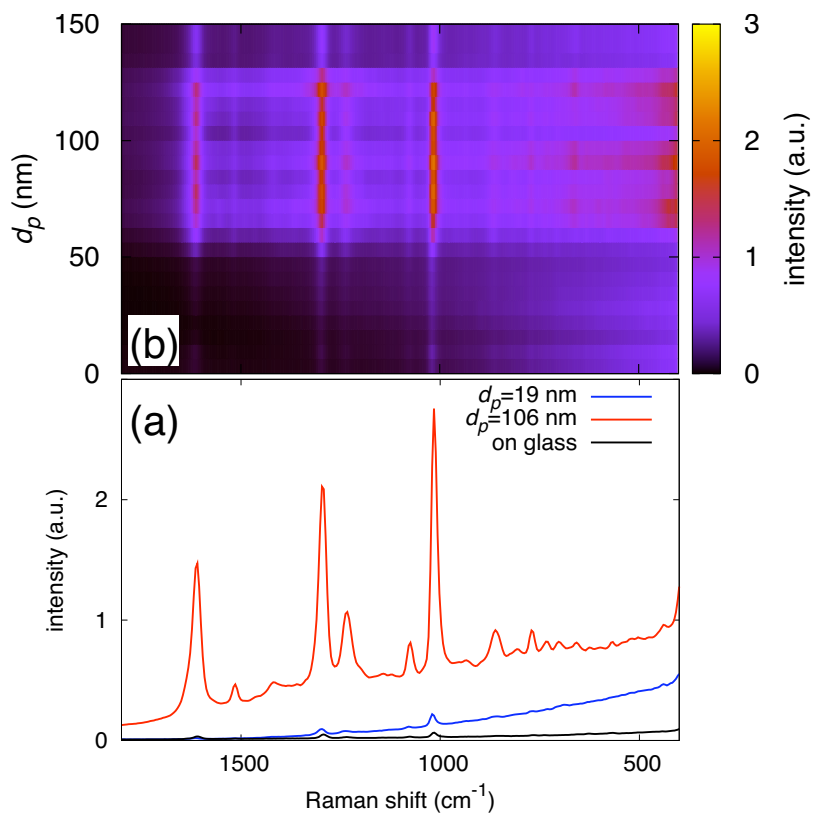 150
100
50
0
d_p (nm)
(b)
3
2
1
0
intensity (a.u.)
(a)
d_p=19 nm
d_p=106 nm
on glass
2
1
0
intensity (a.u.)
1500 1000 500
Raman shift (cm⁻¹)